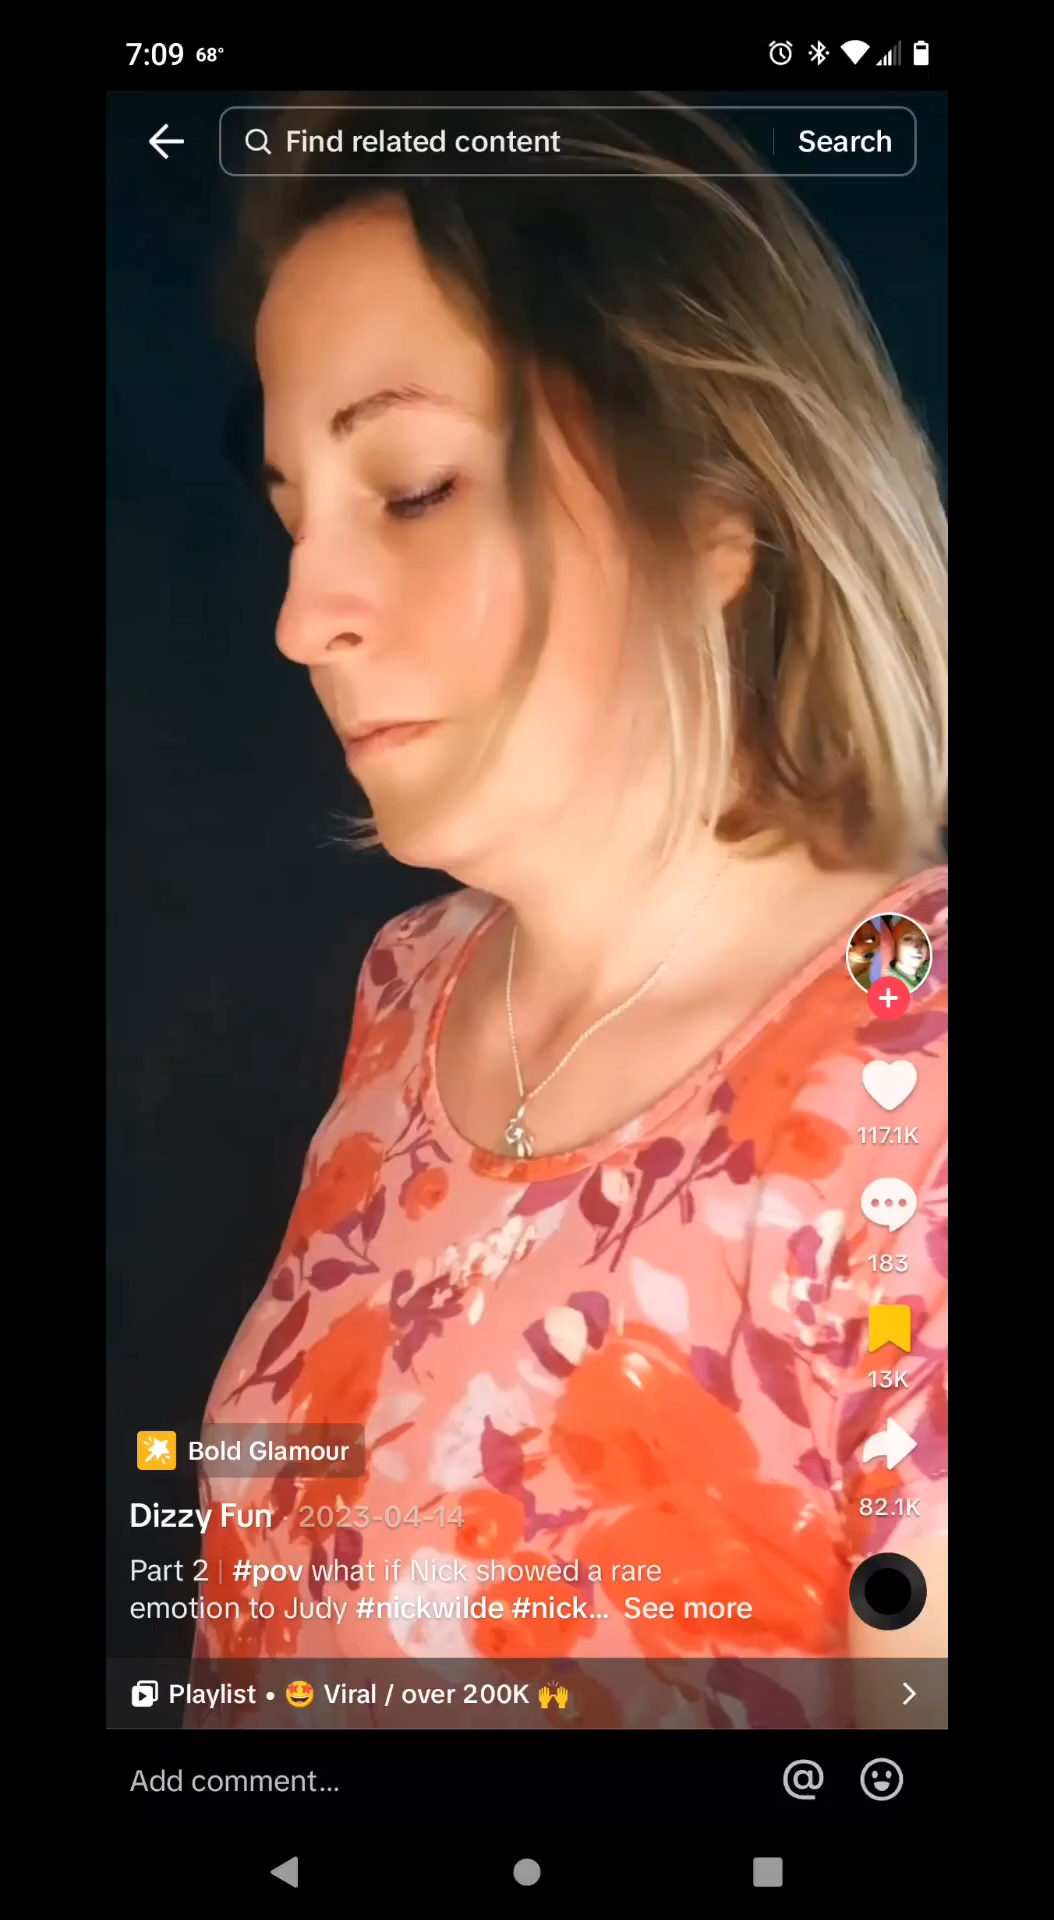 7:09 68°
Find related content Search
117.1K
183
13K
82.1K
Bold Glamour
Dizzy Fun · 2023-04-14
Part 2 | #pov what if Nick showed a rare
emotion to Judy #nickwilde #nick... See more
Playlist • 🤩 Viral / over 200K 🙌
Add comment...